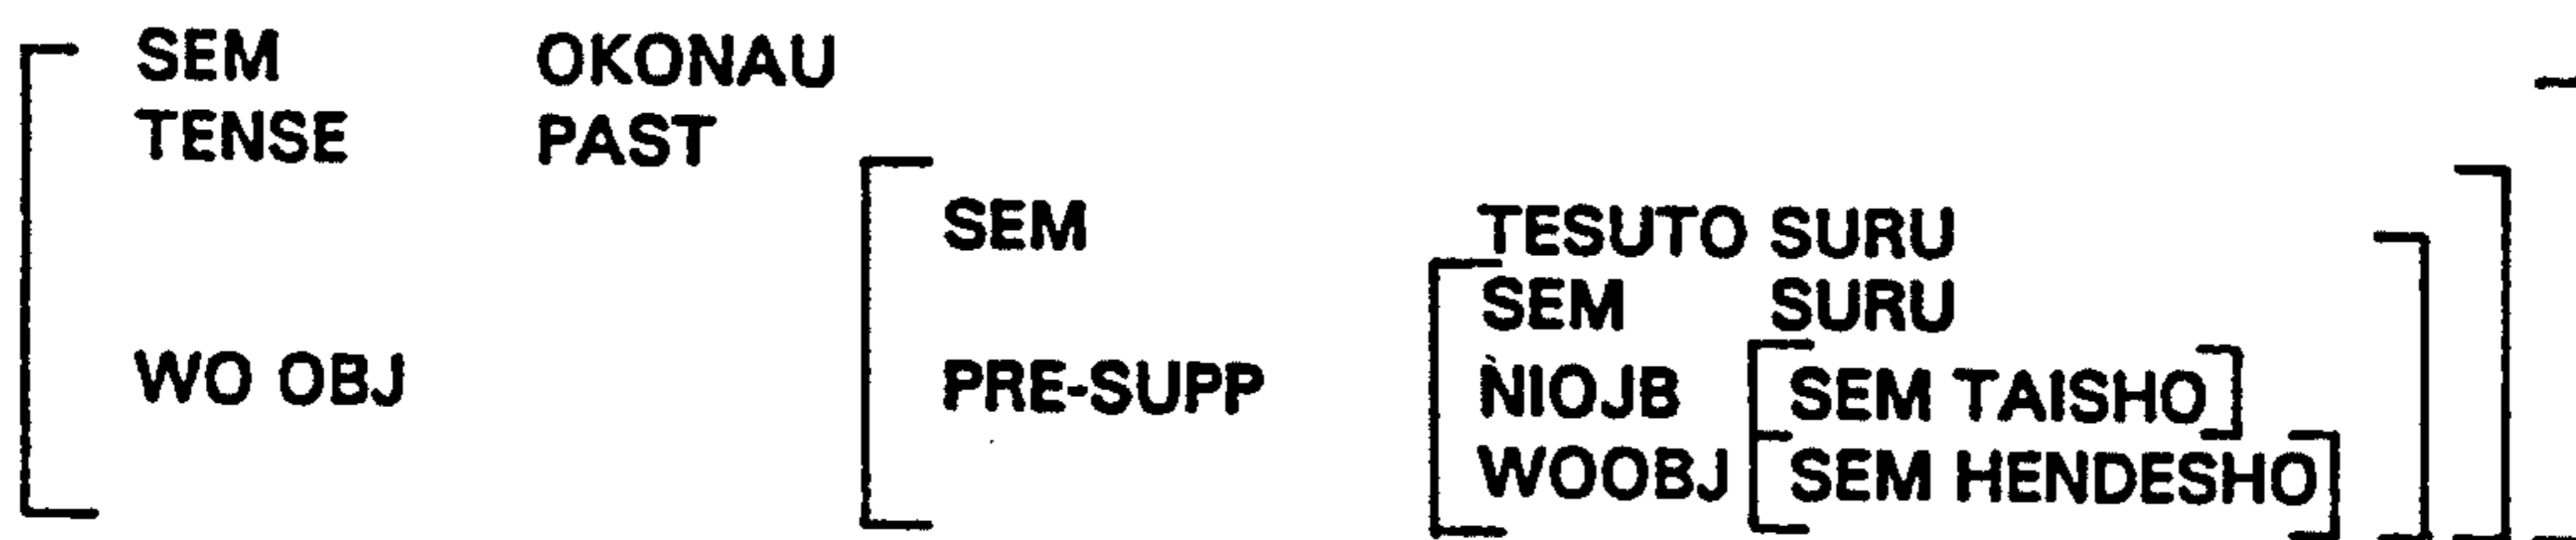 SEM OKONAU
TENSE PAST
SEM TESUTO SURU
SEM SURU
WO OBJ PRE-SUPP NIOJB SEM TAISHO
WOOBJ SEM HENDESHO